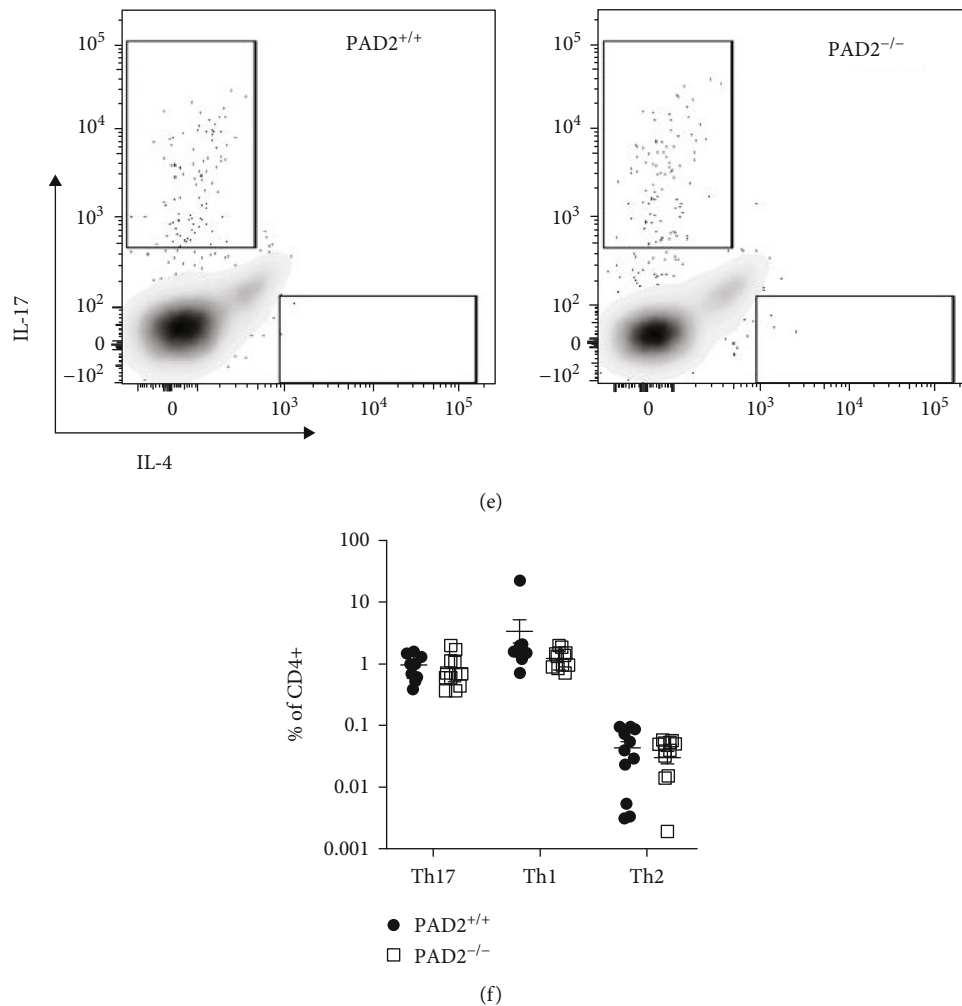 PAD2+/+
PAD2−/−
10^5
10^4
10^3
10^2
0
−10^2
10^5
10^4
10^3
10^2
0
−10^2
0 10^3 10^4 10^5
0 10^3 10^4 10^5
IL-17
IL-4
(e)
100
10
1
0.1
0.01
0.001
% of CD4+
Th17 Th1 Th2
PAD2+/+
PAD2−/−
(f)